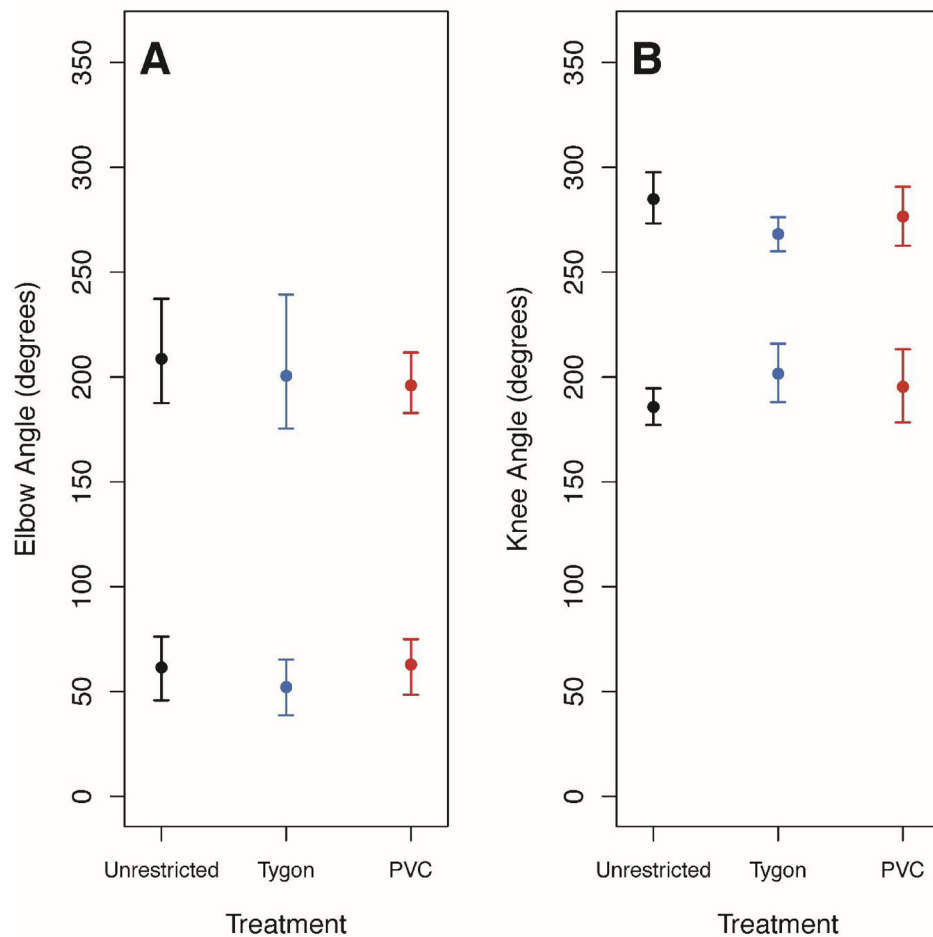 A
Elbow Angle (degrees)
350
300
250
200
150
100
50
0
Unrestricted
Tygon
PVC
Treatment
B
Knee Angle (degrees)
350
300
250
200
150
100
50
0
Unrestricted
Tygon
PVC
Treatment